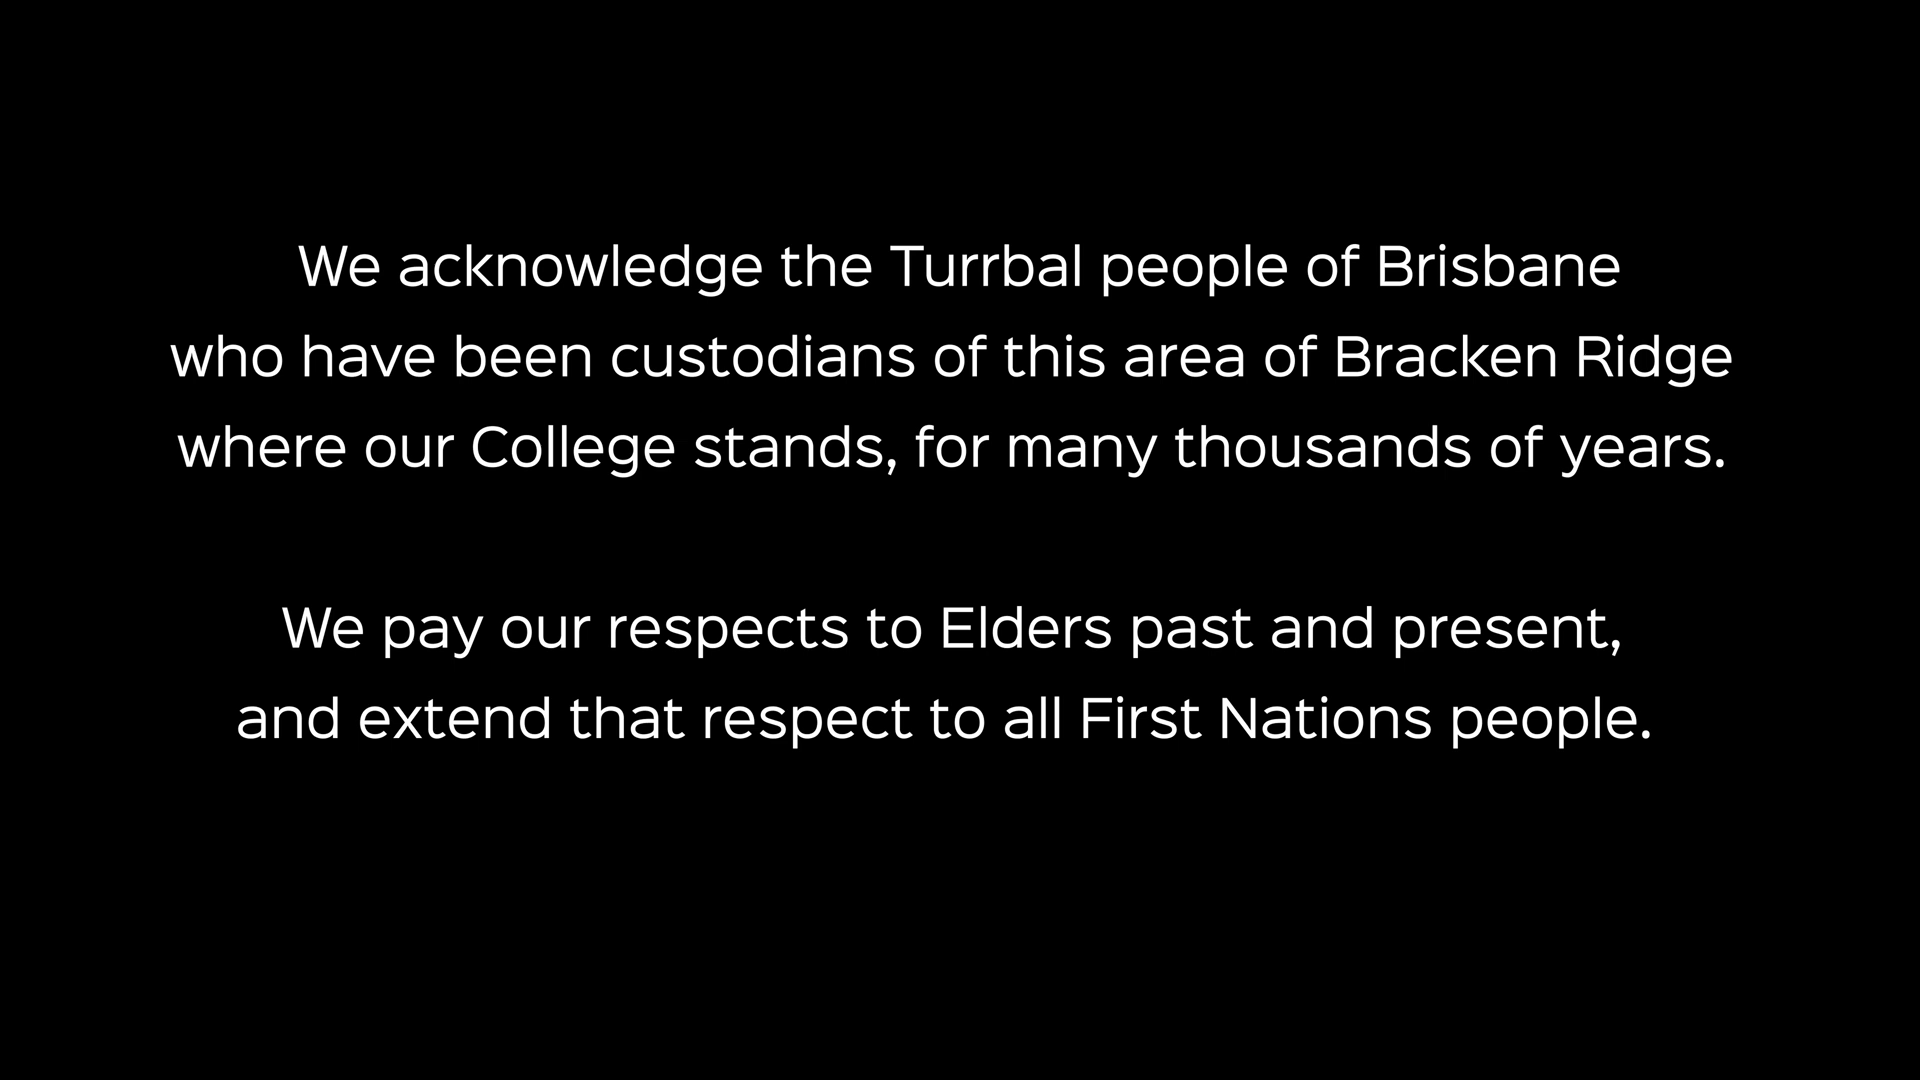 We acknowledge the Turrbal people of Brisbane
who have been custodians of this area of Bracken Ridge
where our College stands, for many thousands of years.
We pay our respects to Elders past and present,
and extend that respect to all First Nations people.